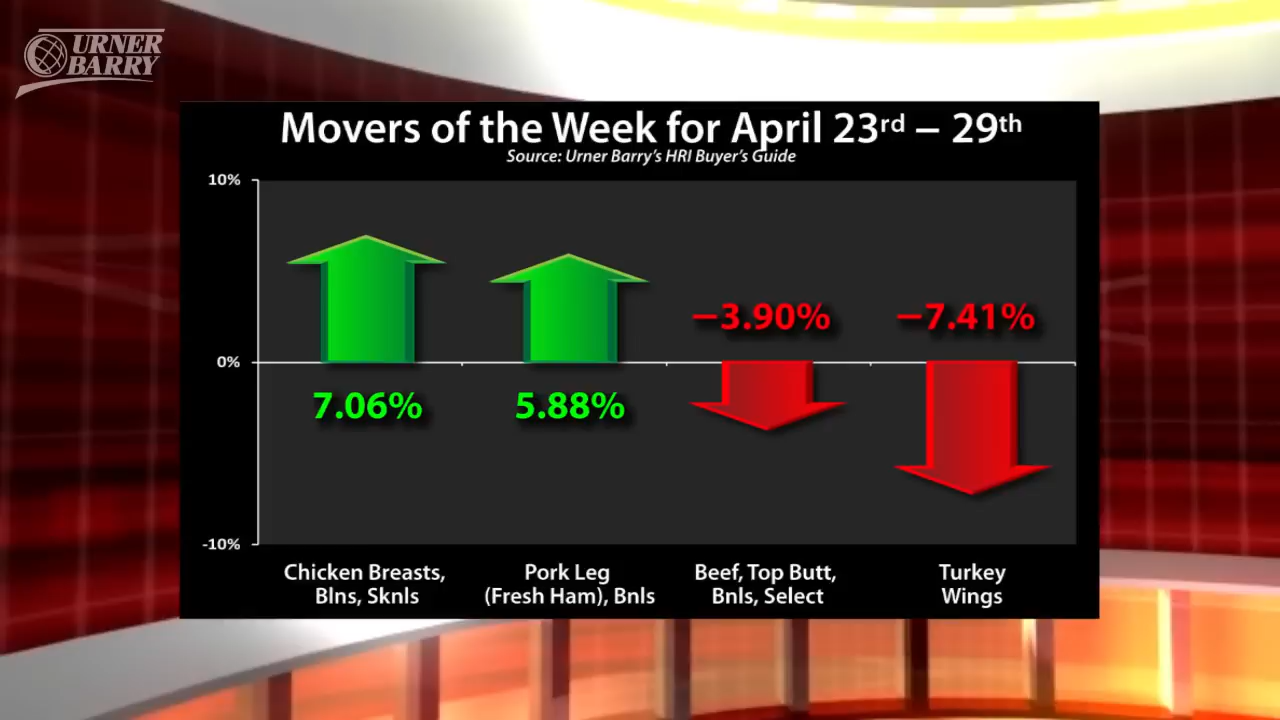 URNER
BARRY
Movers of the Week for April 23rd – 29th
Source: Urner Barry's HRI Buyer's Guide
10%
0%
-10%
7.06%
5.88%
–3.90%
–7.41%
Chicken Breasts,
Blns, Sknls
Pork Leg
(Fresh Ham), Bnls
Beef, Top Butt,
Bnls, Select
Turkey
Wings